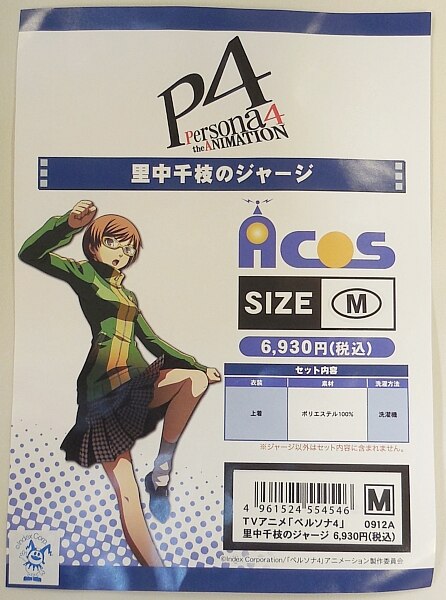 P4
Persona4
the ANIMATION
里中千枝のジャージ
ACOS
SIZE M
6,930円(税込)
セット内容
衣装 素材 洗濯方法
上着 ポリエステル100% 洗濯機
※ジャージ以外はセット内容に含まれません。
4 961524 554546
M
TVアニメ「ペルソナ4」 0912A
里中千枝のジャージ 6,930円(税込)
©Index Corporation/「ペルソナ4」アニメーション製作委員会
©Index Corp